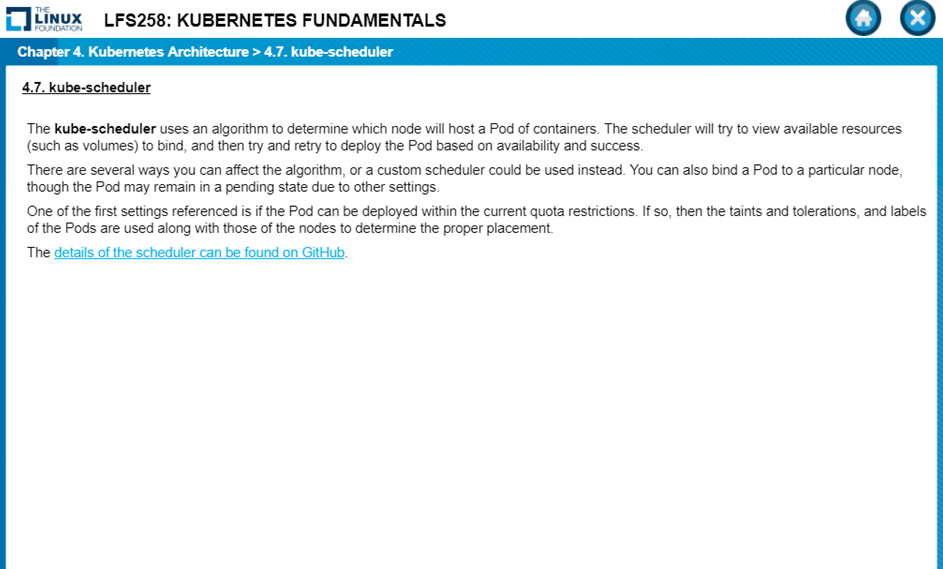 THE
LINUX
FOUNDATION
LFS258: KUBERNETES FUNDAMENTALS
Chapter 4. Kubernetes Architecture > 4.7. kube-scheduler
4.7. kube-scheduler
The kube-scheduler uses an algorithm to determine which node will host a Pod of containers. The scheduler will try to view available resources
(such as volumes) to bind, and then try and retry to deploy the Pod based on availability and success.
There are several ways you can affect the algorithm, or a custom scheduler could be used instead. You can also bind a Pod to a particular node,
though the Pod may remain in a pending state due to other settings.
One of the first settings referenced is if the Pod can be deployed within the current quota restrictions. If so, then the taints and tolerations, and labels
of the Pods are used along with those of the nodes to determine the proper placement.
The details of the scheduler can be found on GitHub.